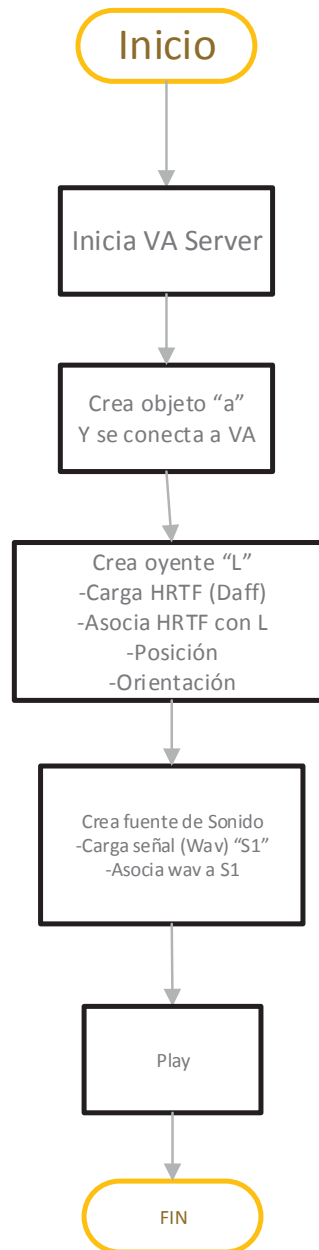 Inicio
Inicia VA Server
Crea objeto “a”
Y se conecta a VA
Crea oyente “L”
-Carga HRTF (Daff)
-Asocia HRTF con L
-Posición
-Orientación
Crea fuente de Sonido
-Carga señal (Wav) “S1”
-Asocia wav a S1
Play
FIN